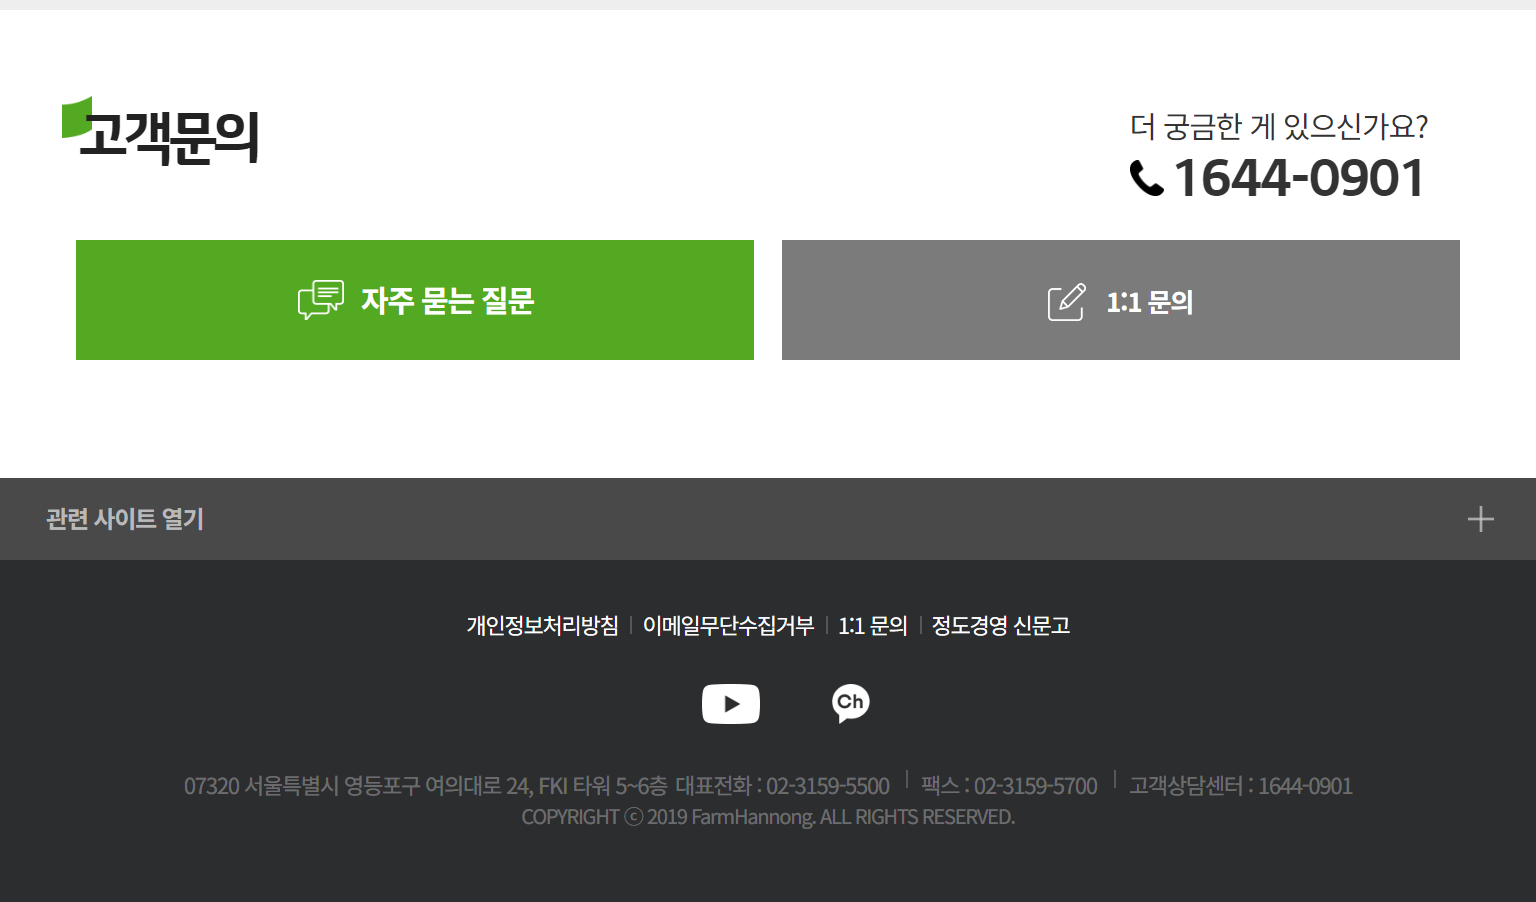 고객문의
더 궁금한 게 있으신가요?
1644-0901
자주 묻는 질문
1:1 문의
관련 사이트 열기
개인정보처리방침 | 이메일무단수집거부 | 1:1 문의 | 정도경영 신문고
Ch
07320 서울특별시 영등포구 여의대로 24, FKI 타워 5~6층 대표전화 : 02-3159-5500 | 팩스 : 02-3159-5700 | 고객상담센터 : 1644-0901
COPYRIGHT ⓒ 2019 FarmHannong. ALL RIGHTS RESERVED.